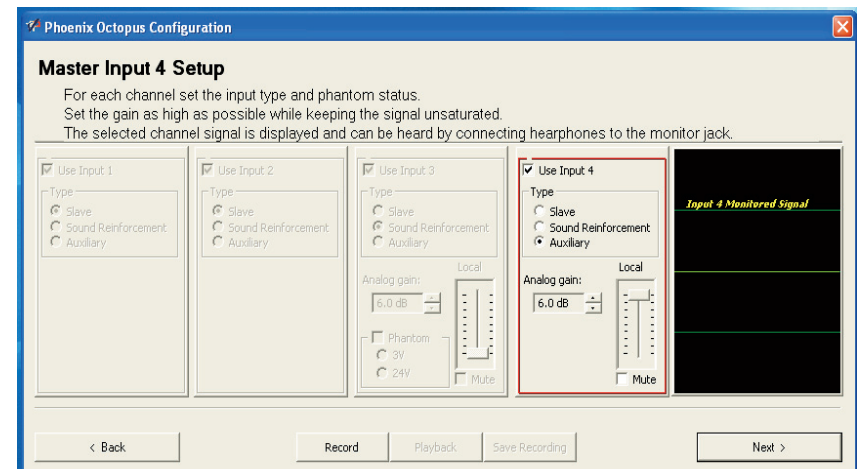 Phoenix Octopus Configuration
Master Input 4 Setup
For each channel set the input type and phantom status.
Set the gain as high as possible while keeping the signal unsaturated.
The selected channel signal is displayed and can be heard by connecting hearphones to the monitor jack.
Use Input 1
Type
Slave
Sound Reinforcement
Auxiliary
Use Input 2
Type
Slave
Sound Reinforcement
Auxiliary
Use Input 3
Type
Slave
Sound Reinforcement
Auxiliary
Local
Analog gain:
6.0 dB
Phantom
3V
24V
Mute
Use Input 4
Type
Slave
Sound Reinforcement
Auxiliary
Local
Analog gain:
6.0 dB
Mute
Input 4 Monitored Signal
< Back
Record
Playback
Save Recording
Next >